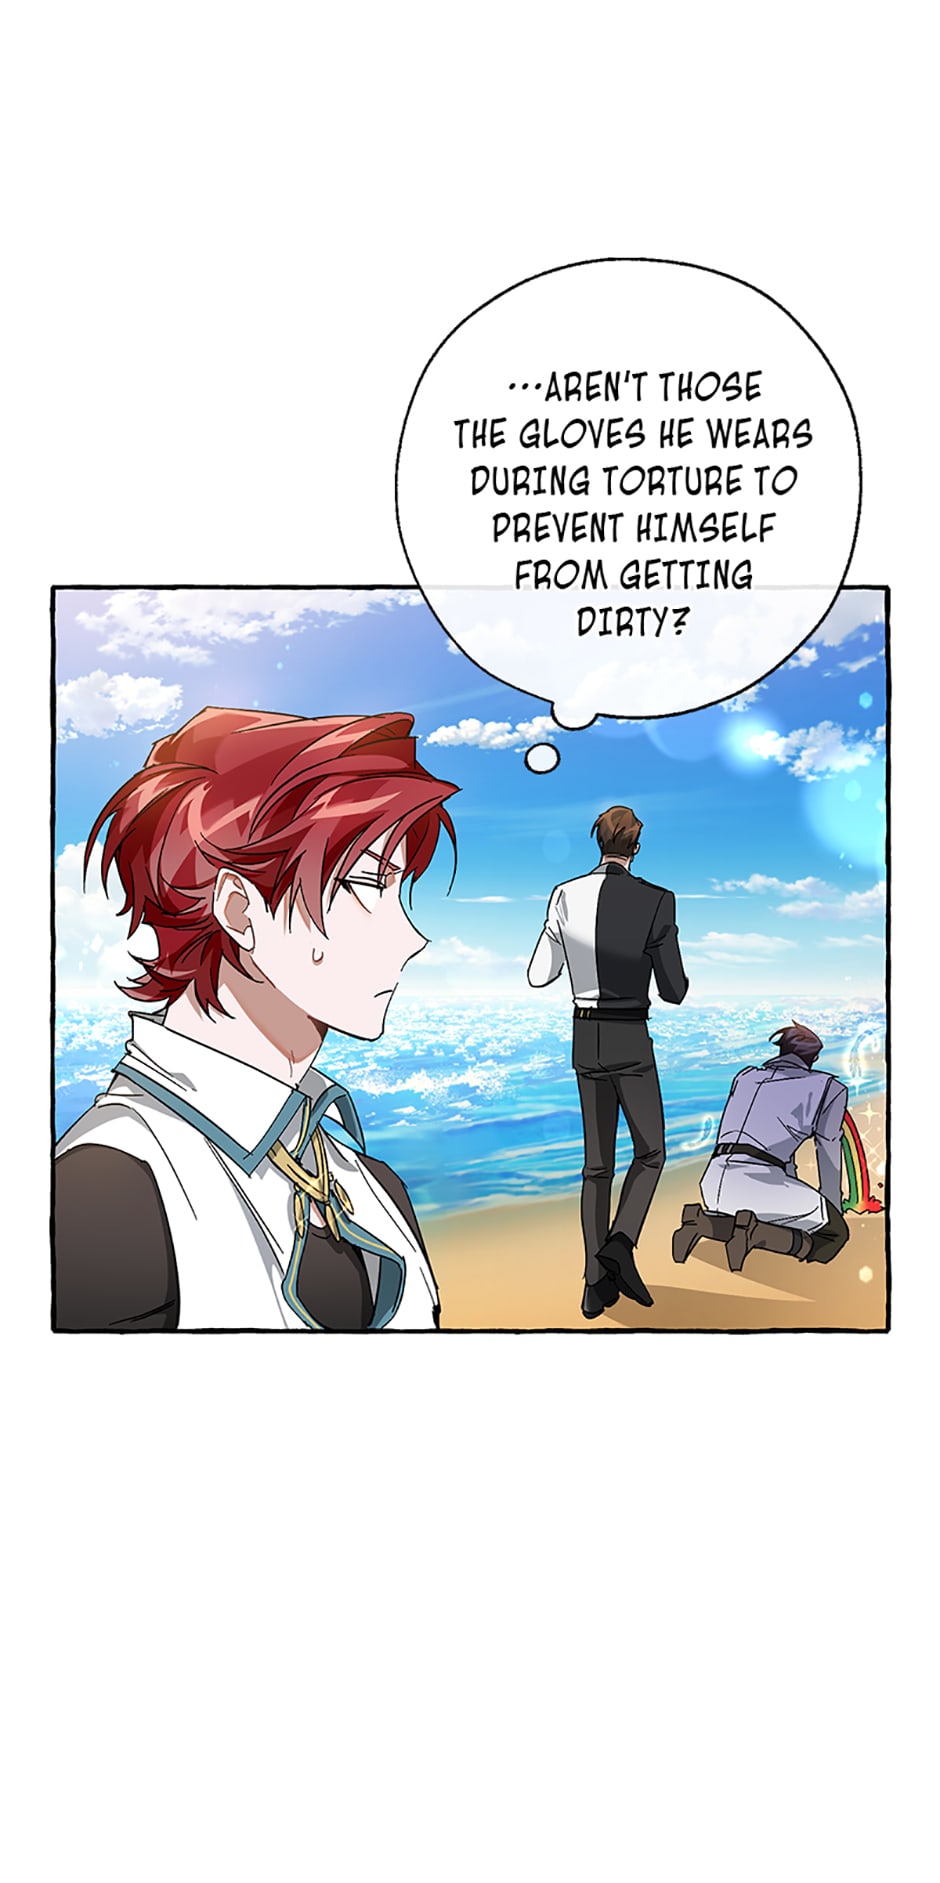 ...AREN'T THOSE
THE GLOVES HE WEARS
DURING TORTURE TO
PREVENT HIMSELF
FROM GETTING
DIRTY?